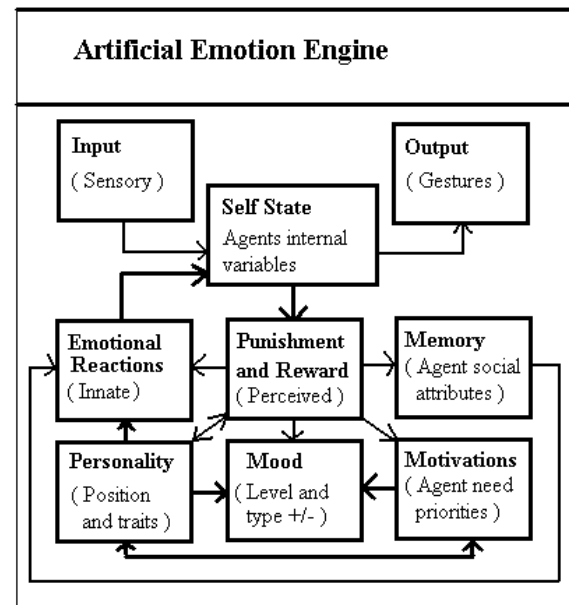 Artificial Emotion Engine
Input
( Sensory )
Output
( Gestures )
Self State
Agents internal
variables
Emotional
Reactions
( Innate )
Punishment
and Reward
( Perceived )
Memory
( Agent social
attributes )
Personality
( Position
and traits )
Mood
( Level and
type +/- )
Motivations
( Agent need
priorities )